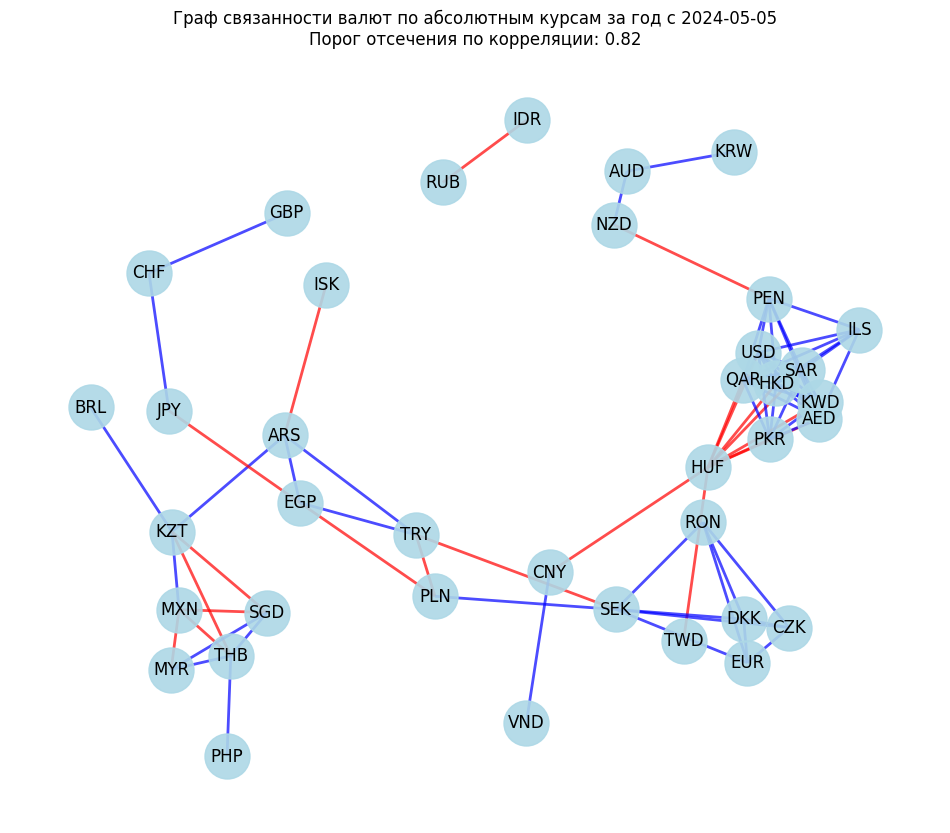 Граф связанности валют по абсолютным курсам за год с 2024-05-05
Порог отсечения по корреляции: 0.82
IDR
KRW
AUD
RUB
GBP
NZD
CHF
ISK
PEN
ILS
USD
SAR
QAR
HKD
KWD
BRL
JPY
AED
ARS
PKR
HUF
EGP
RON
KZT
TRY
CNY
PLN
MXN
SGD
SEK
DKK
CZK
TWD
THB
EUR
MYR
VND
PHP